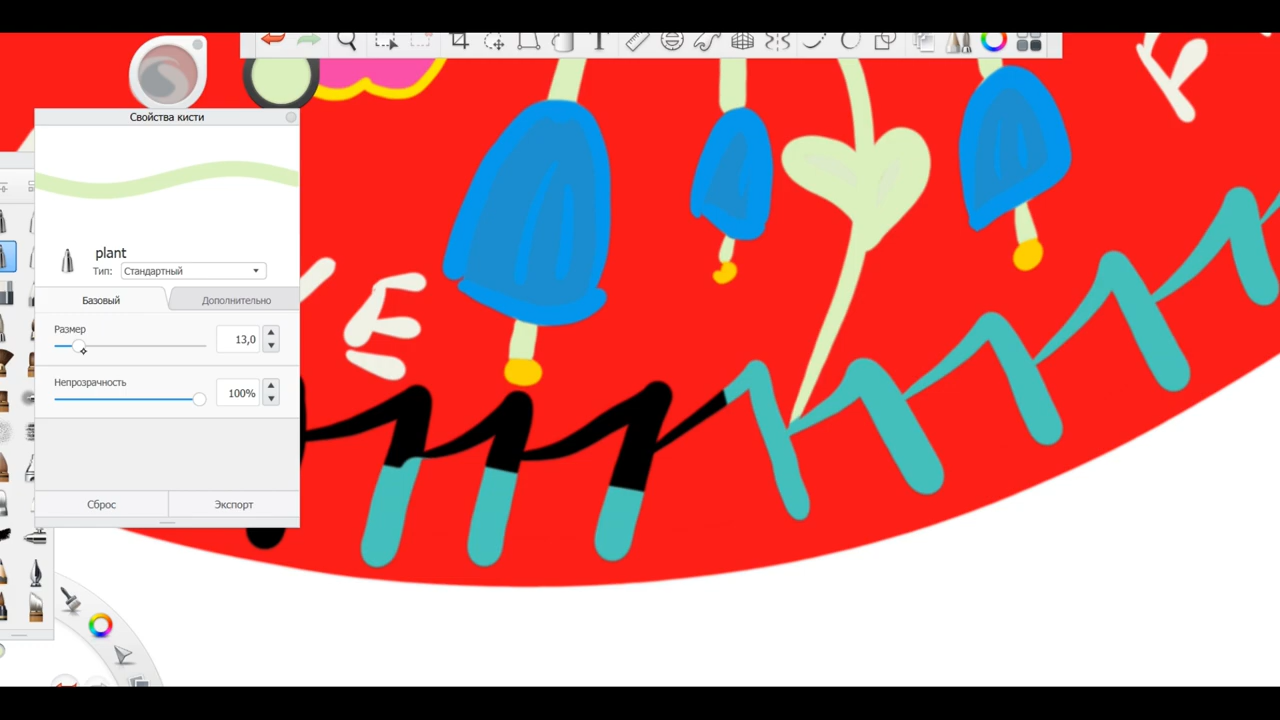 Свойства кисти
plant
Тип: Стандартный
Базовый
Дополнительно
Размер
13,0
Непрозрачность
100%
Сброс
Экспорт
E